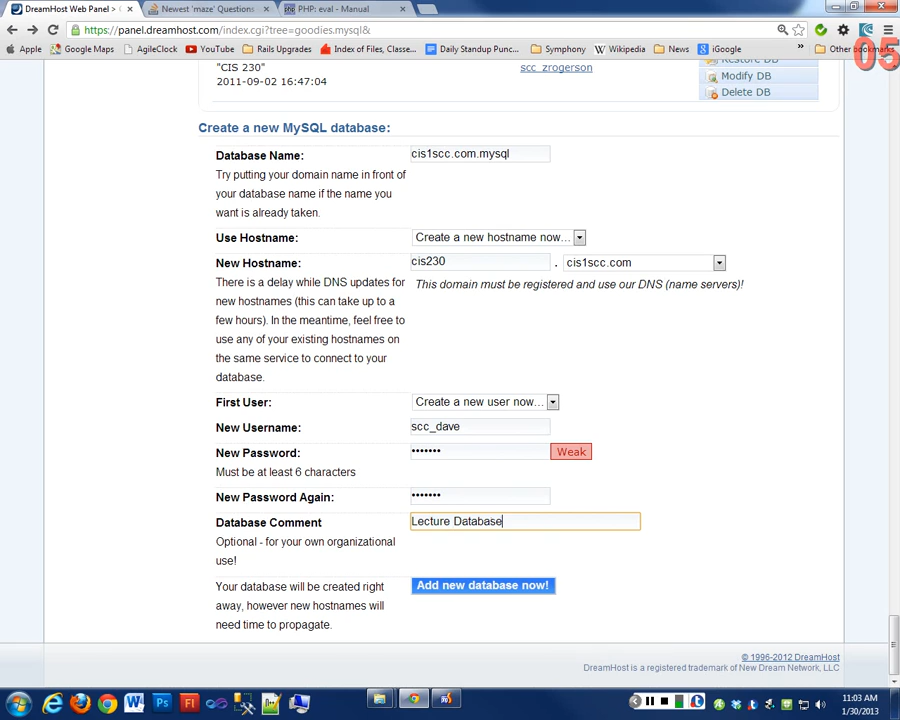 DreamHost Web Panel >
Newest 'maze' Questions
PHP: eval - Manual
https://panel.dreamhost.com/index.cgi?tree=goodies.mysql&
Apple
Google Maps
AgileClock
YouTube
Rails Upgrades
Index of Files, Classe...
Daily Standup Punc...
Symphony
Wikipedia
News
iGoogle
»
Other bookmarks
05
"CIS 230"
2011-09-02 16:47:04
scc_zrogerson
Restore DB
Modify DB
Delete DB
Create a new MySQL database:
Database Name:
cis1scc.com.mysql
Try putting your domain name in front of
your database name if the name you
want is already taken.
Use Hostname:
Create a new hostname now...
New Hostname:
cis230
. cis1scc.com
There is a delay while DNS updates for
new hostnames (this can take up to a
few hours). In the meantime, feel free to
use any of your existing hostnames on
the same service to connect to your
database.
This domain must be registered and use our DNS (name servers)!
First User:
Create a new user now...
New Username:
scc_dave
New Password:
•••••••
Weak
Must be at least 6 characters
New Password Again:
•••••••
Database Comment
Lecture Database
Optional - for your own organizational
use!
Your database will be created right
away, however new hostnames will
need time to propagate.
Add new database now!
© 1996-2012 DreamHost
DreamHost is a registered trademark of New Dream Network, LLC
11:03 AM
1/30/2013